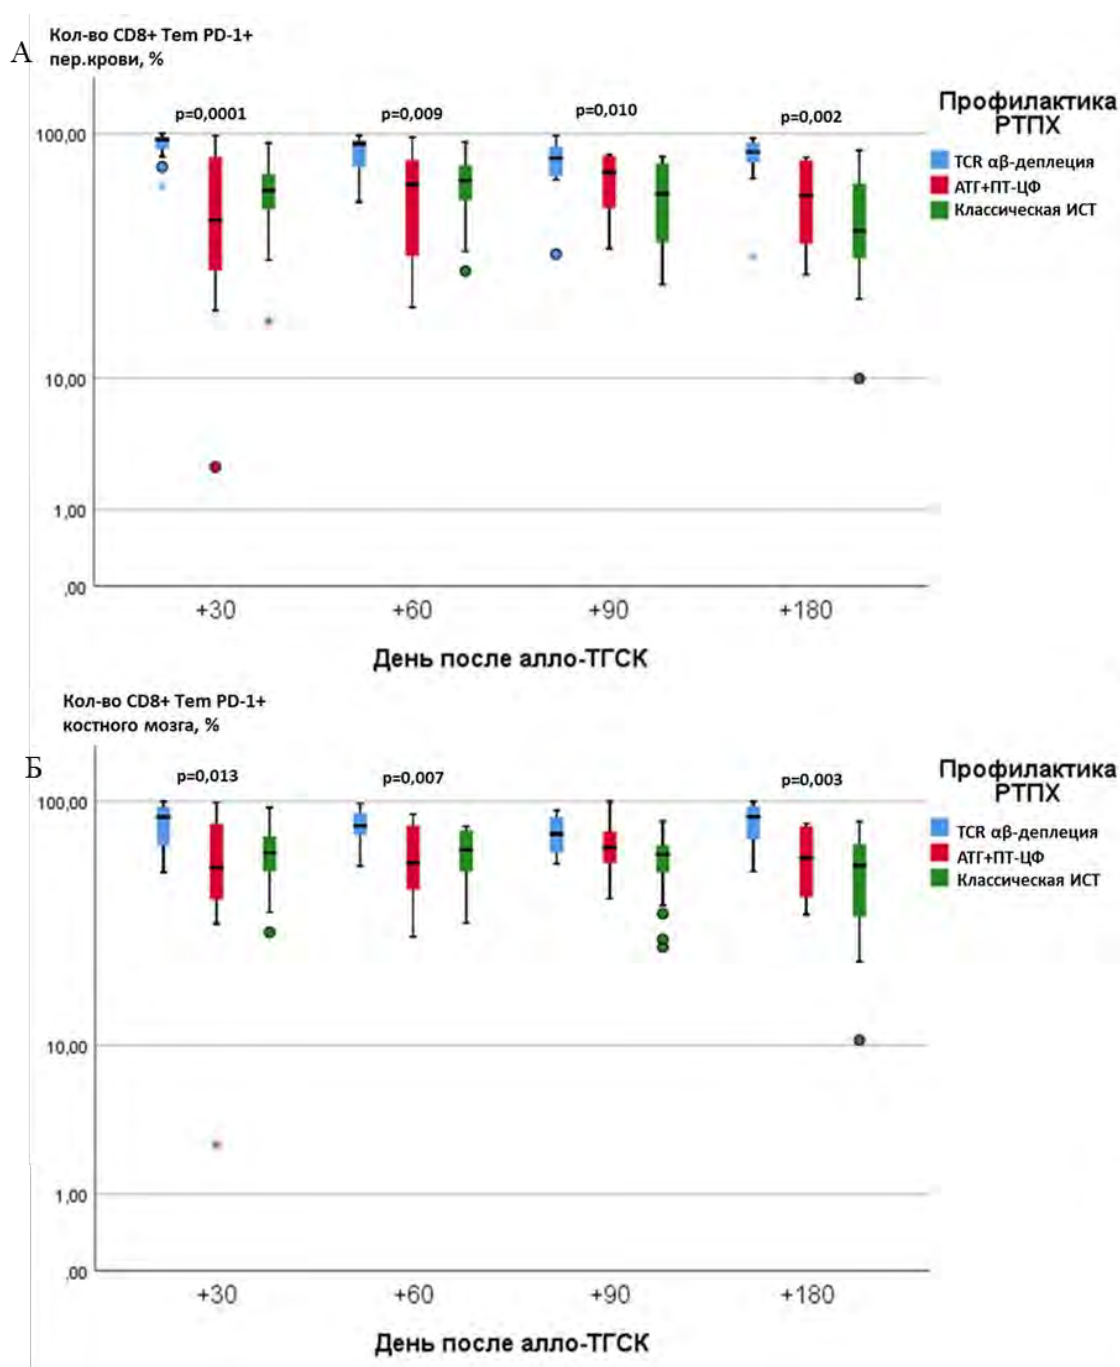 А
Кол-во CD8+ Tem PD-1+
пер.крови, %
p=0,0001
p=0,009
p=0,010
p=0,002
Профилактика
РТПХ
TCR αβ-деплеция
АТГ+ПТ-ЦФ
Классическая ИСТ
100,00
10,00
1,00
,00
+30
+60
+90
+180
День после алло-ТГСК
Кол-во CD8+ Tem PD-1+
костного мозга, %
Б
p=0,013
p=0,007
p=0,003
Профилактика
РТПХ
TCR αβ-деплеция
АТГ+ПТ-ЦФ
Классическая ИСТ
100,00
10,00
1,00
,00
+30
+60
+90
+180
День после алло-ТГСК